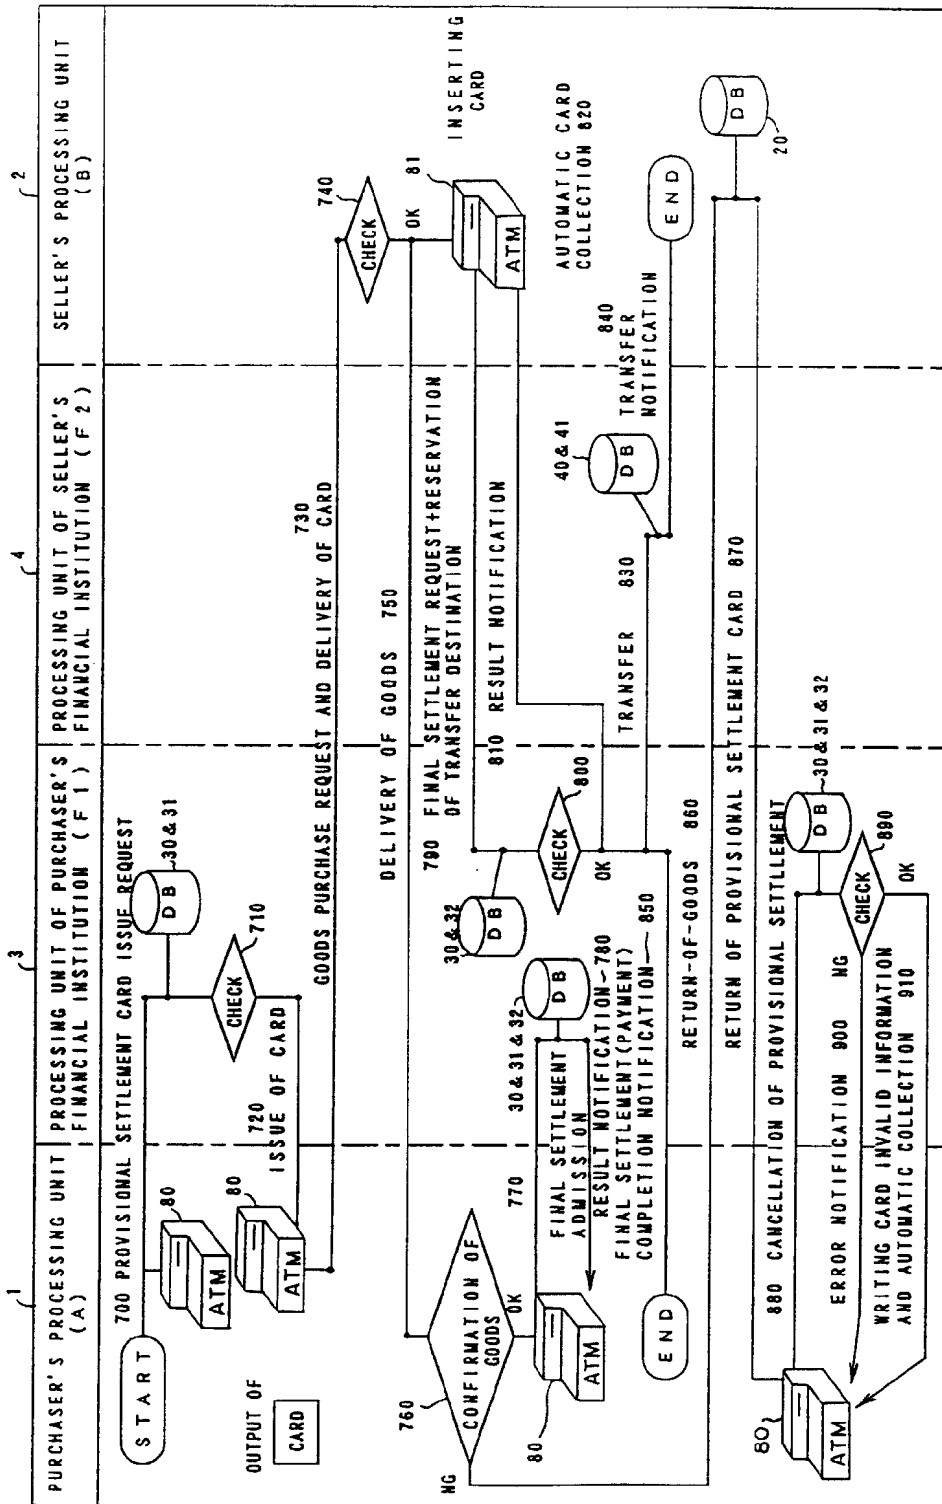 1
PURCHASER'S PROCESSING UNIT
(A)
3
PROCESSING UNIT OF PURCHASER'S
FINANCIAL INSTITUTION (F1)
4
PROCESSING UNIT OF SELLER'S
FINANCIAL INSTITUTION (F2)
2
SELLER'S PROCESSING UNIT
(B)
START
700 PROVISIONAL SETTLEMENT CARD ISSUE REQUEST
80
ATM
DB
30&31
CHECK
710
720
ISSUE OF CARD
80
ATM
OUTPUT OF
CARD
GOODS PURCHASE REQUEST AND DELIVERY OF CARD
730
CHECK
740
OK
DELIVERY OF GOODS 750
81
ATM
INSERTING
CARD
760
CONFIRMATION OF
GOODS
NG
OK
790 FINAL SETTLEMENT REQUEST+RESERVATION
OF TRANSFER DESTINATION
30&32
DB
CHECK
800
OK
810 RESULT NOTIFICATION
AUTOMATIC CARD
COLLECTION 820
770
80
ATM
FINAL SETTLEMENT
ADMISSION
30&31&32
DB
RESULT NOTIFICATION~780
FINAL SETTLEMENT(PAYMENT)
COMPLETION NOTIFICATION~850
END
TRANSFER 830
DB
40&41
840
TRANSFER
NOTIFICATION
END
RETURN-OF-GOODS 860
DB
20
RETURN OF PROVISIONAL SETTLEMENT CARD 870
80
ATM
880 CANCELLATION OF PROVISIONAL SETTLEMENT
DB
30&31&32
CHECK
890
OK
ERROR NOTIFICATION 900 NG
WRITING CARD INVALID INFORMATION
AND AUTOMATIC COLLECTION 910